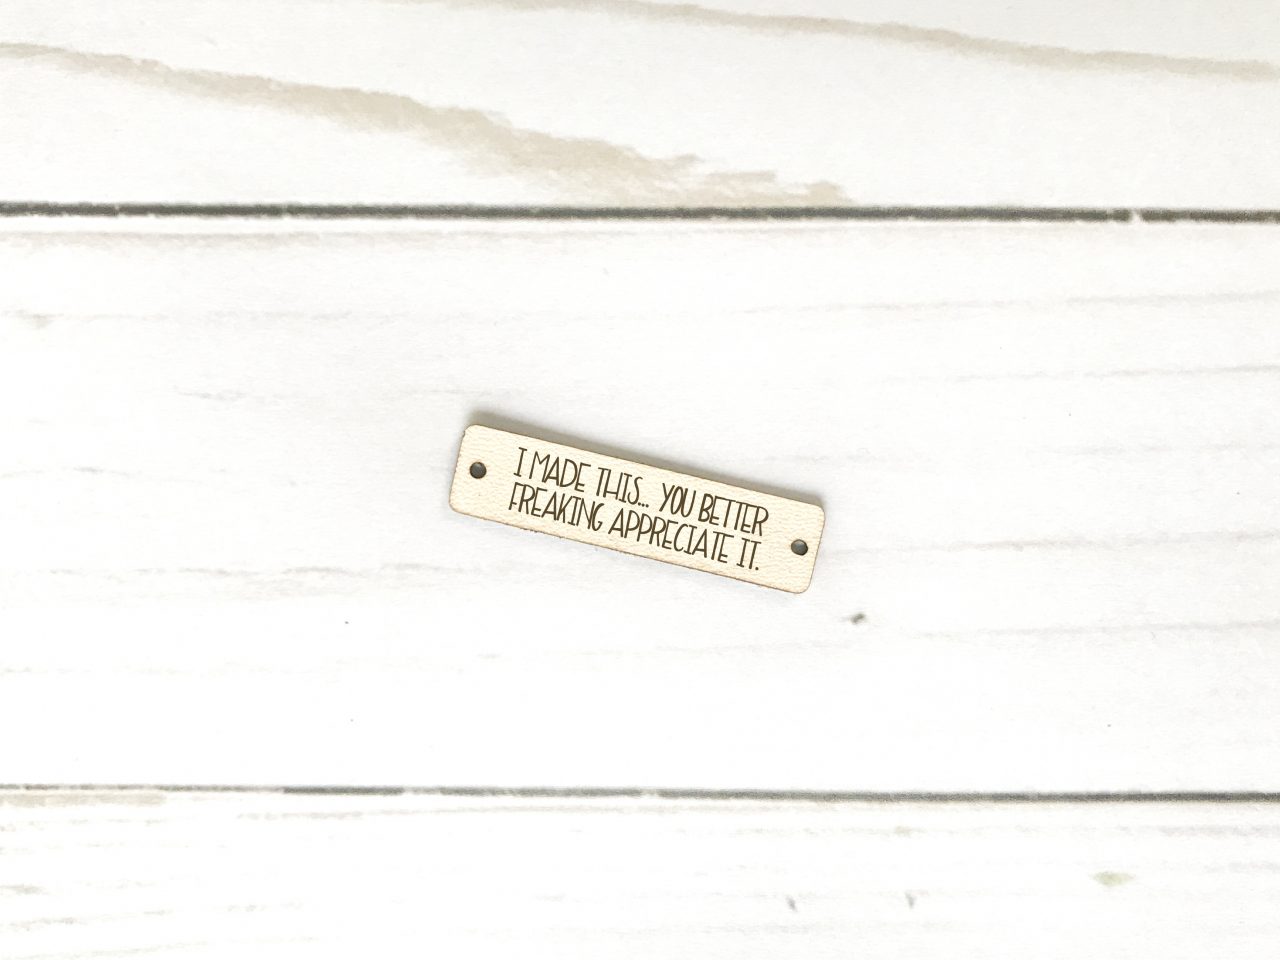 I MADE THIS... YOU BETTER
FREAKING APPRECIATE IT.